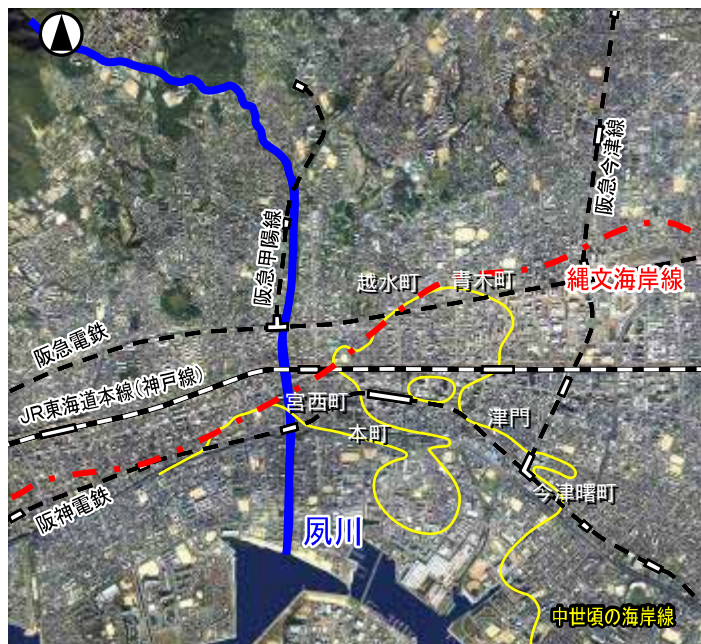 阪急今津線
阪急甲陽線
越水町
青木町
縄文海岸線
阪急電鉄
JR東海道本線(神戸線)
宮西町
本町
津門
阪神電鉄
今津曙町
夙川
中世頃の海岸線